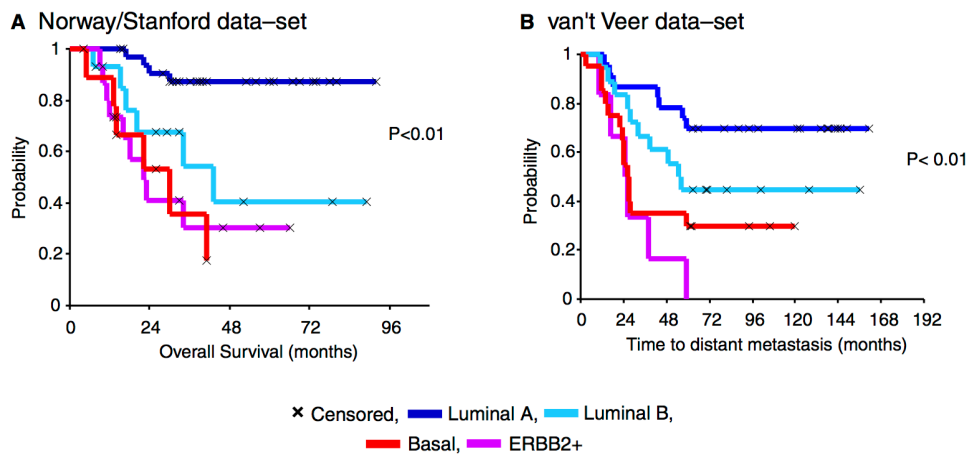 A Norway/Stanford data–set
1
0.8
0.6
0.4
0.2
0
Probability
P<0.01
0 24 48 72 96
Overall Survival (months)
B van't Veer data–set
1
0.8
0.6
0.4
0.2
0
Probability
P< 0.01
0 24 48 72 96 120 144 168 192
Time to distant metastasis (months)
× Censored, Luminal A, Luminal B,
Basal, ERBB2+